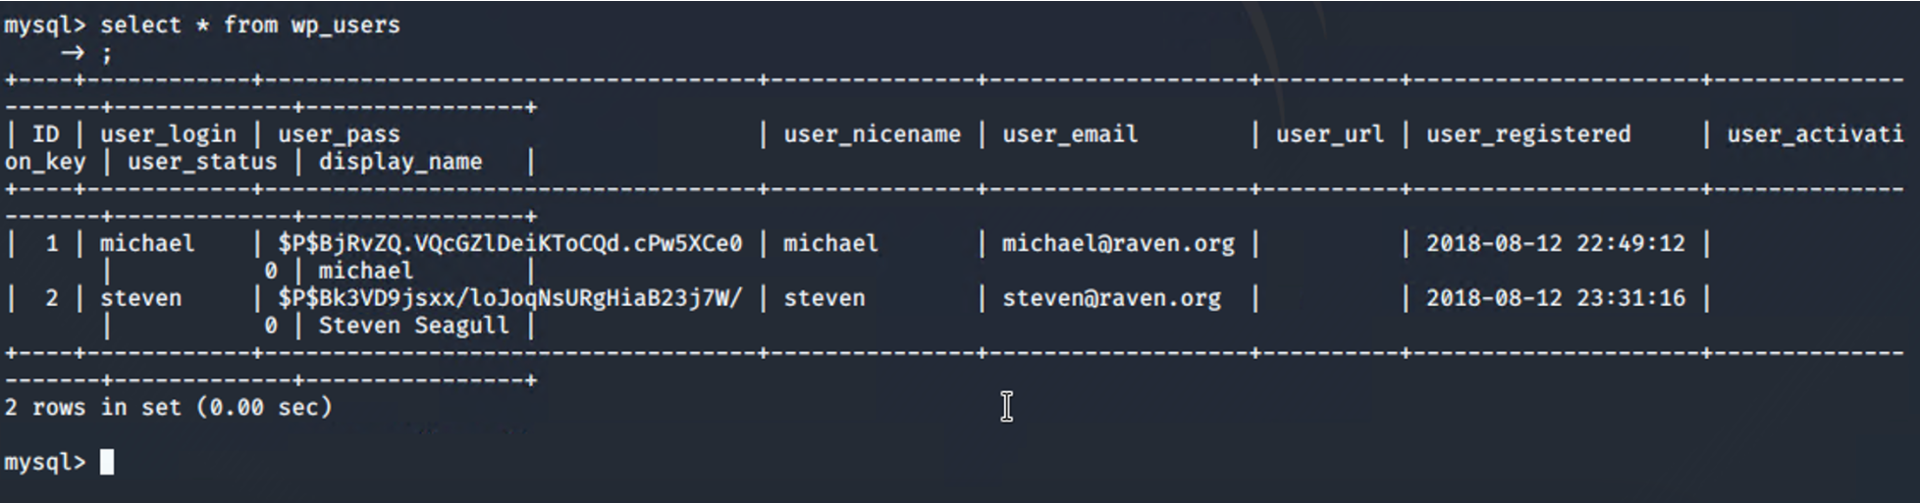 mysql> select * from wp_users
    → ;
+----+------------+------------------------------------+---------------+-------------------+----------+---------------------+--------------
-------+-------------+----------------+
| ID | user_login | user_pass                          | user_nicename | user_email        | user_url | user_registered     | user_activati
on_key | user_status | display_name   |
+----+------------+------------------------------------+---------------+-------------------+----------+---------------------+--------------
-------+-------------+----------------+
|  1 | michael    | $P$BjRvZQ.VQcGZlDeiKToCQd.cPw5XCe0 | michael       | michael@raven.org |          | 2018-08-12 22:49:12 |
       |           0 | michael        |
|  2 | steven     | $P$Bk3VD9jsxx/loJoqNsURgHiaB23j7W/ | steven        | steven@raven.org  |          | 2018-08-12 23:31:16 |
       |           0 | Steven Seagull |
+----+------------+------------------------------------+---------------+-------------------+----------+---------------------+--------------
-------+-------------+----------------+
2 rows in set (0.00 sec)
mysql>